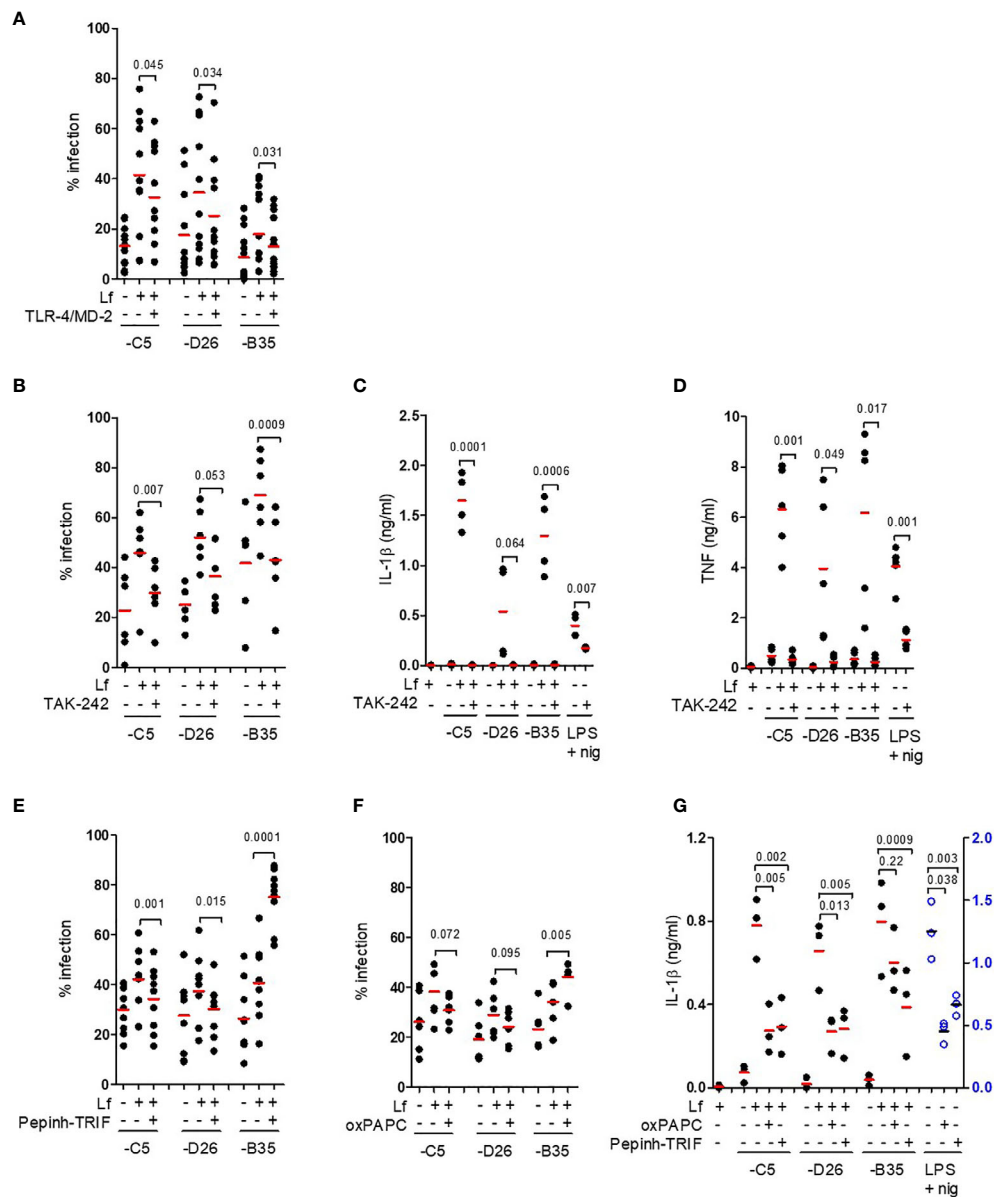 A
100
80
60
40
20
0
% infection
0.045
0.034
0.031
Lf - + + - + + - + +
TLR-4/MD-2 - - + - - + - - +
-C5 -D26 -B35
B
100
80
60
40
20
0
% infection
0.007
0.053
0.0009
Lf - + + - + + - + +
TAK-242 - - + - - + - - +
-C5 -D26 -B35
C
2.5
2.0
1.5
1.0
0.5
0.0
IL-1β (ng/ml)
0.0001
0.064
0.0006
0.007
Lf + - + + - + + - + + - -
TAK-242 - - - + - - + - - + - +
-C5 -D26 -B35 LPS
+ nig
D
10
8
6
4
2
0
TNF (ng/ml)
0.001
0.049
0.017
0.001
Lf + - + + - + + - + + - -
TAK-242 - - - + - - + - - + - +
-C5 -D26 -B35 LPS
+ nig
E
100
80
60
40
20
0
% infection
0.001
0.015
0.0001
Lf - + + - + + - + +
Pepinh-TRIF - - + - - + - - +
-C5 -D26 -B35
F
100
80
60
40
20
0
% infection
0.072
0.095
0.005
Lf - + + - + + - + +
oxPAPC - - + - - + - - +
-C5 -D26 -B35
G
1.2
0.8
0.4
0.0
IL-1β (ng/ml)
2.0
1.5
1.0
0.5
0.0
0.002
0.005
0.005
0.013
0.0009
0.22
0.003
0.038
Lf + - + + + - + + + - + + + - - -
oxPAPC - - - + - - - + - - - + - - + -
Pepinh-TRIF - - - - + - - - + - - - + - - +
-C5 -D26 -B35 LPS
+ nig